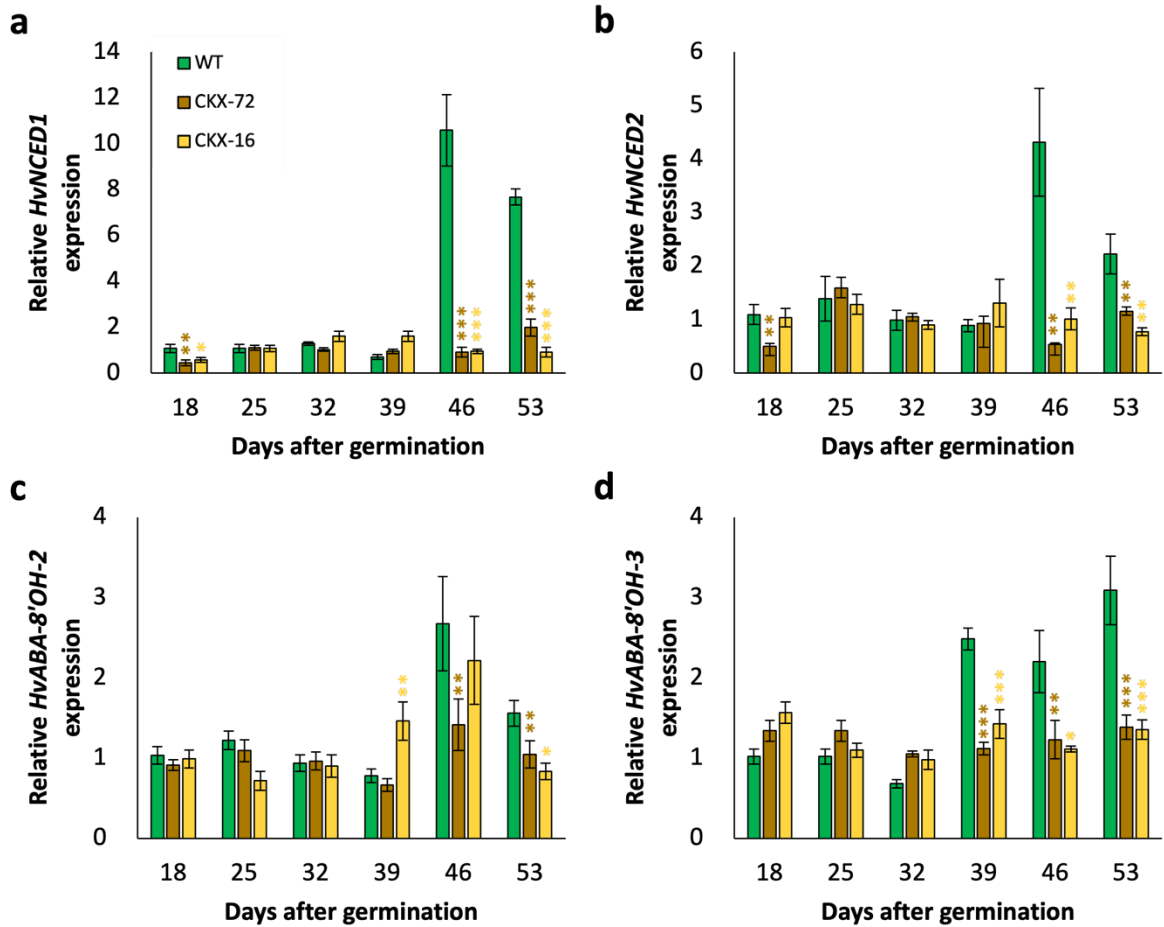 a
Relative HvNCED1
expression
14
12
10
8
6
4
2
0
WT
CKX-72
CKX-16
**
*
***
***
***
***
18 25 32 39 46 53
Days after germination
b
Relative HvNCED2
expression
6
5
4
3
2
1
0
**
**
**
**
**
18 25 32 39 46 53
Days after germination
c
Relative HvABA-8'OH-2
expression
4
3
2
1
0
**
**
**
*
18 25 32 39 46 53
Days after germination
d
Relative HvABA-8'OH-3
expression
4
3
2
1
0
***
***
**
*
***
***
18 25 32 39 46 53
Days after germination